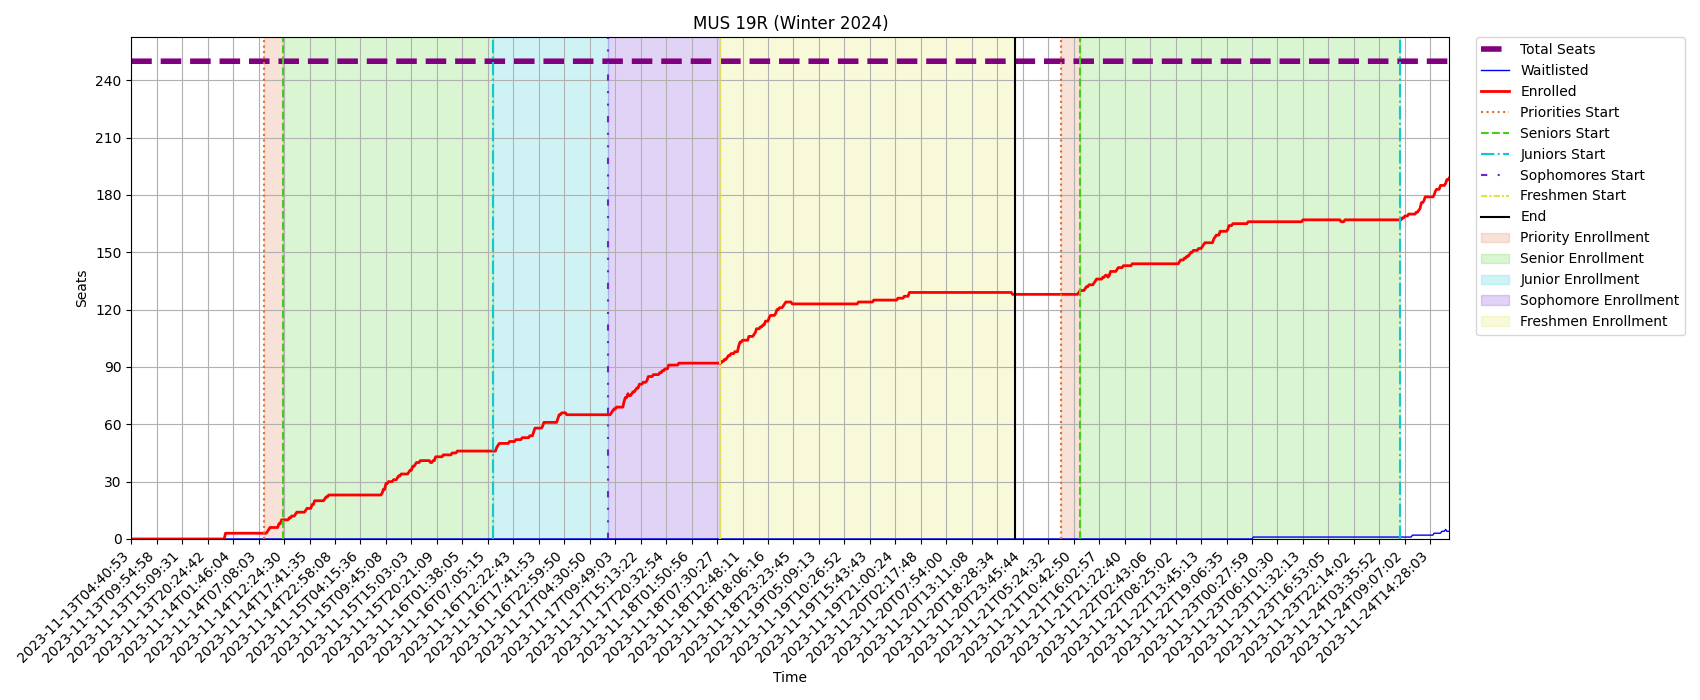 MUS 19R (Winter 2024)
Total Seats
Waitlisted
Enrolled
Priorities Start
Seniors Start
Juniors Start
Sophomores Start
Freshmen Start
End
Priority Enrollment
Senior Enrollment
Junior Enrollment
Sophomore Enrollment
Freshmen Enrollment
Seats
240
210
180
150
120
90
60
30
0
2023-11-13T04:40:53
2023-11-13T09:54:58
2023-11-13T15:09:31
2023-11-13T20:24:42
2023-11-14T01:46:04
2023-11-14T07:08:03
2023-11-14T12:24:30
2023-11-14T17:41:35
2023-11-14T22:58:08
2023-11-15T04:15:36
2023-11-15T09:45:08
2023-11-15T15:03:03
2023-11-15T20:21:09
2023-11-16T01:38:05
2023-11-16T07:05:15
2023-11-16T12:22:43
2023-11-16T17:41:53
2023-11-16T22:59:50
2023-11-17T04:30:50
2023-11-17T09:49:03
2023-11-17T15:13:22
2023-11-17T20:32:54
2023-11-18T01:50:56
2023-11-18T07:30:27
2023-11-18T12:48:11
2023-11-18T18:06:16
2023-11-18T23:23:45
2023-11-19T05:09:13
2023-11-19T10:26:52
2023-11-19T15:43:43
2023-11-19T21:00:24
2023-11-20T02:17:48
2023-11-20T07:54:00
2023-11-20T13:11:08
2023-11-20T18:28:34
2023-11-20T23:45:44
2023-11-21T05:24:32
2023-11-21T10:42:50
2023-11-21T16:02:57
2023-11-21T21:22:40
2023-11-22T02:43:06
2023-11-22T08:25:02
2023-11-22T13:45:13
2023-11-22T19:06:35
2023-11-23T00:27:59
2023-11-23T06:10:30
2023-11-23T11:32:13
2023-11-23T16:53:05
2023-11-23T22:14:02
2023-11-24T03:35:52
2023-11-24T09:07:02
2023-11-24T14:28:03
Time